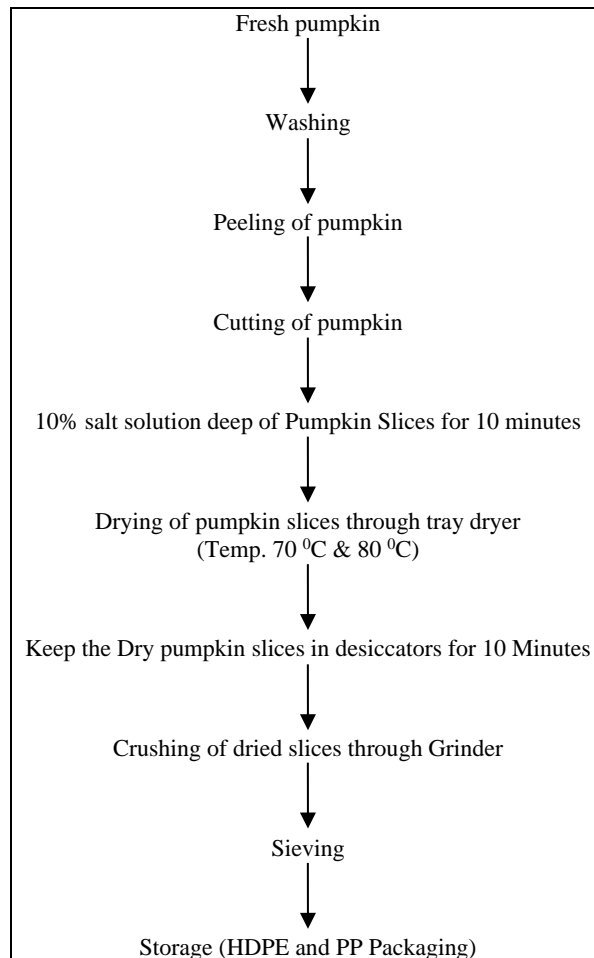 Fresh pumpkin
Washing
Peeling of pumpkin
Cutting of pumpkin
10% salt solution deep of Pumpkin Slices for 10 minutes
Drying of pumpkin slices through tray dryer
(Temp. 70 ⁰C & 80 ⁰C)
Keep the Dry pumpkin slices in desiccators for 10 Minutes
Crushing of dried slices through Grinder
Sieving
Storage (HDPE and PP Packaging)